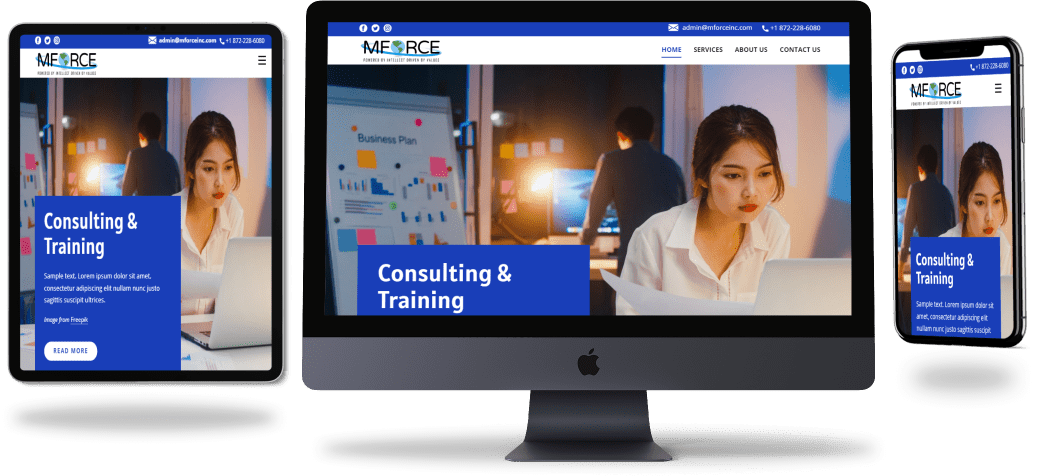 admin@mforceinc.com +1 872-228-6080
MFORCE
POWERED BY INTELLECT DRIVEN BY VALUES
Consulting &
Training
Sample text. Lorem ipsum dolor sit amet,
consectetur adipiscing elit nullam nunc justo
sagittis suscipit ultrices.
Image from Freepik
READ MORE
admin@mforceinc.com +1 872-228-6080
MFORCE
POWERED BY INTELLECT DRIVEN BY VALUES
HOME SERVICES ABOUT US CONTACT US
Business Plan
Consulting &
Training
+1 872-228-6080
MFORCE
POWERED BY INTELLECT DRIVEN BY VALUES
Consulting &
Training
Sample text. Lorem ipsum dolor sit
amet, consectetur adipiscing elit
nullam nunc justo sagittis suscipit